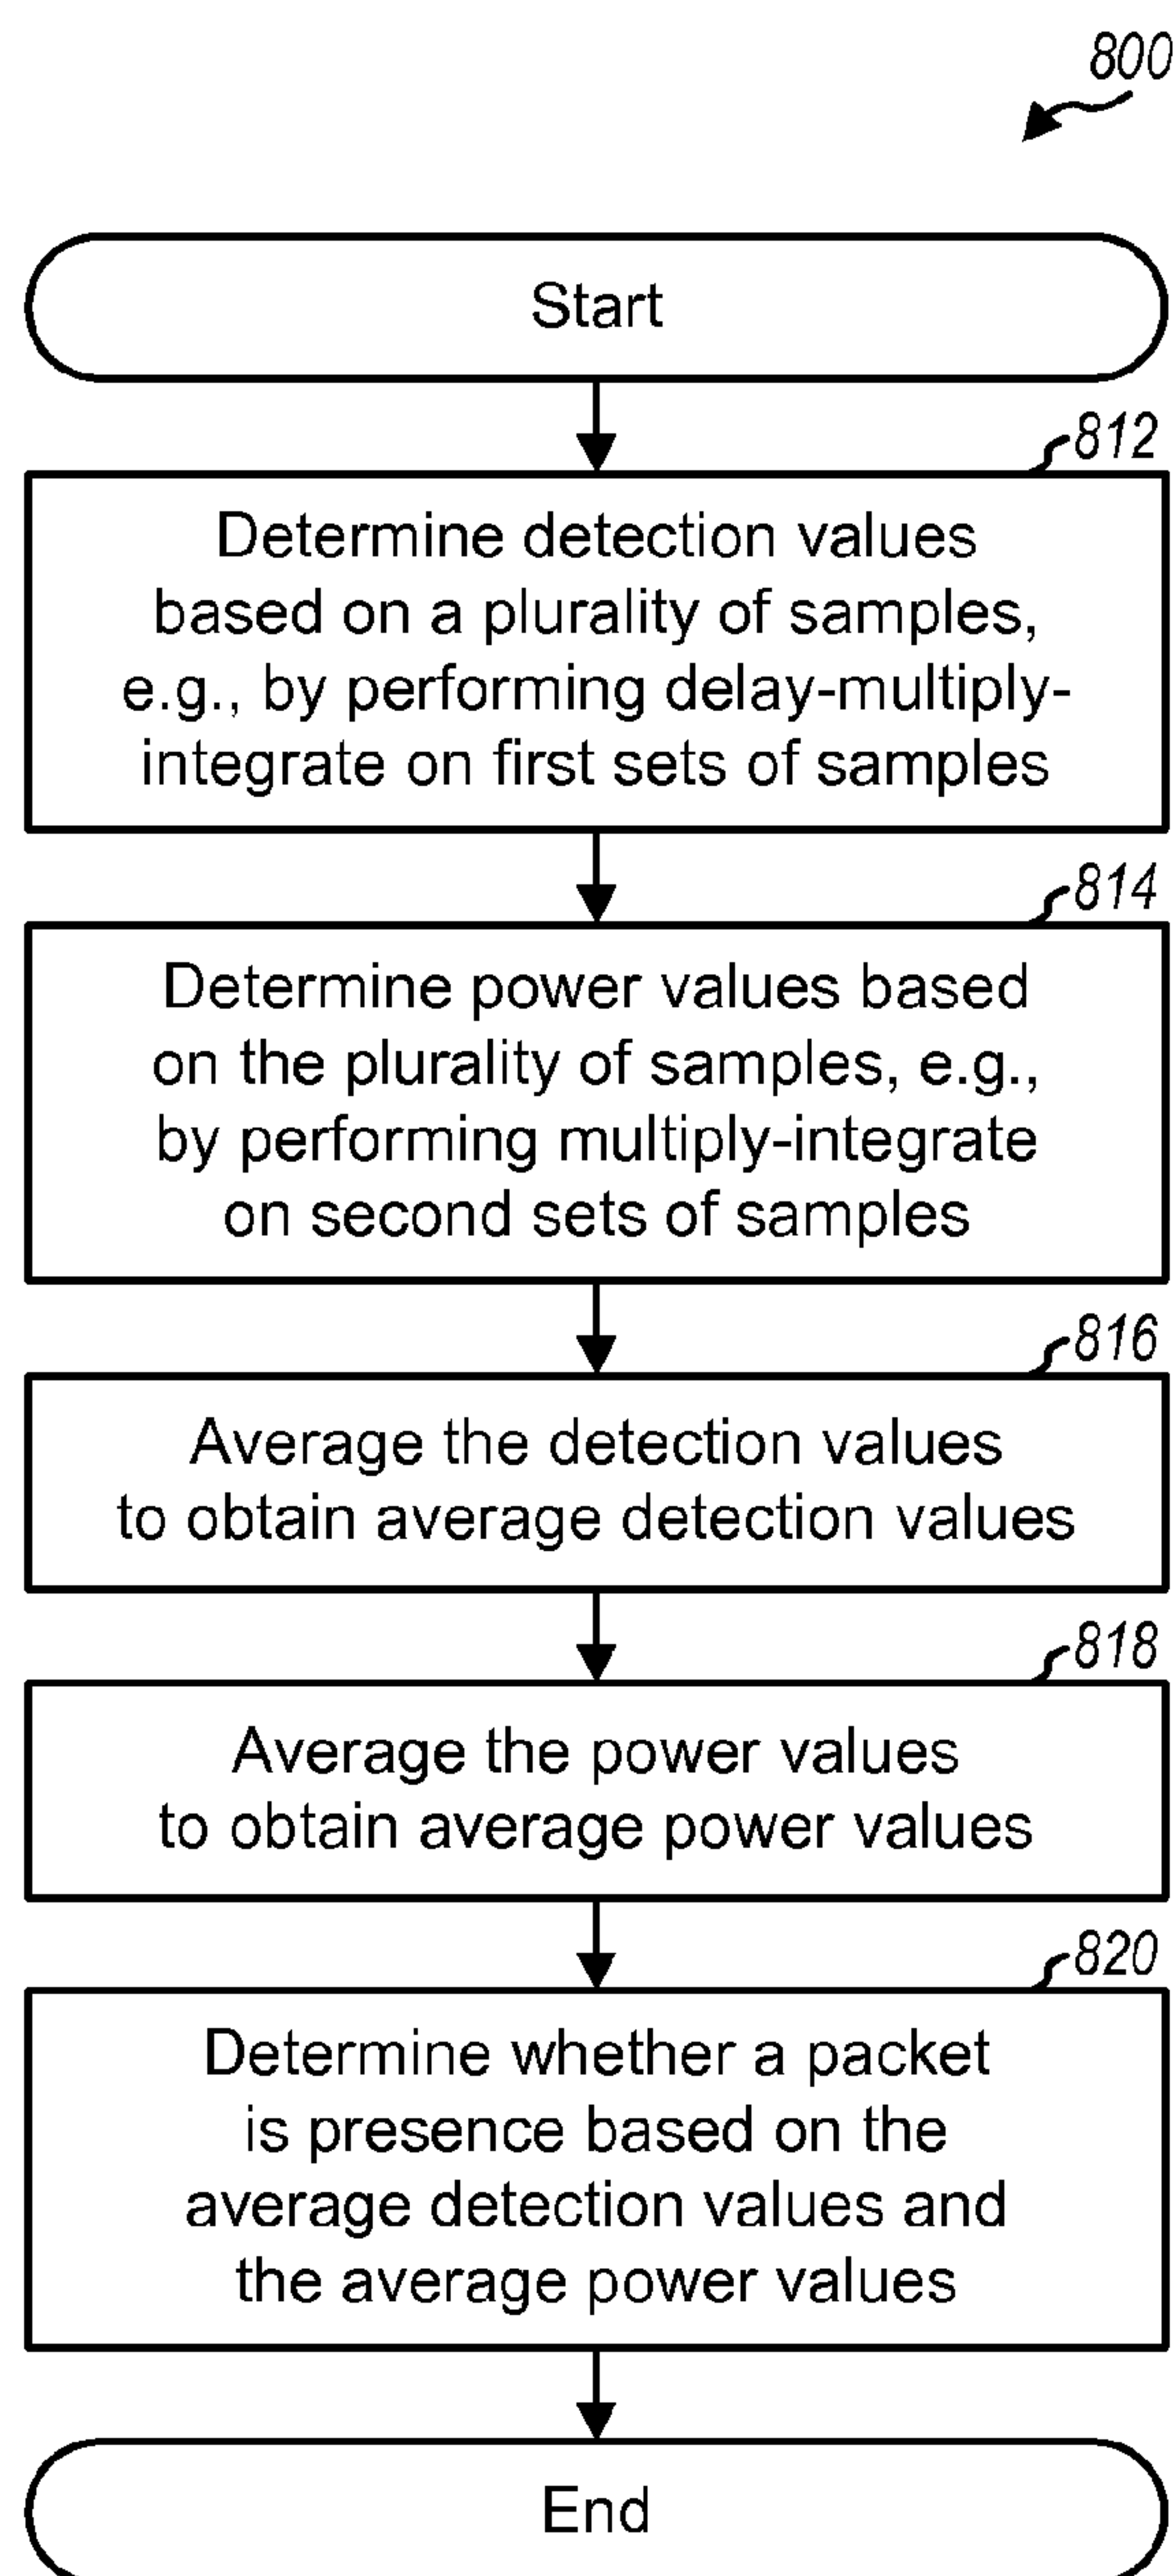 800
Start
812
Determine detection values
based on a plurality of samples,
e.g., by performing delay-multiply-
integrate on first sets of samples
814
Determine power values based
on the plurality of samples, e.g.,
by performing multiply-integrate
on second sets of samples
816
Average the detection values
to obtain average detection values
818
Average the power values
to obtain average power values
820
Determine whether a packet
is presence based on the
average detection values and
the average power values
End